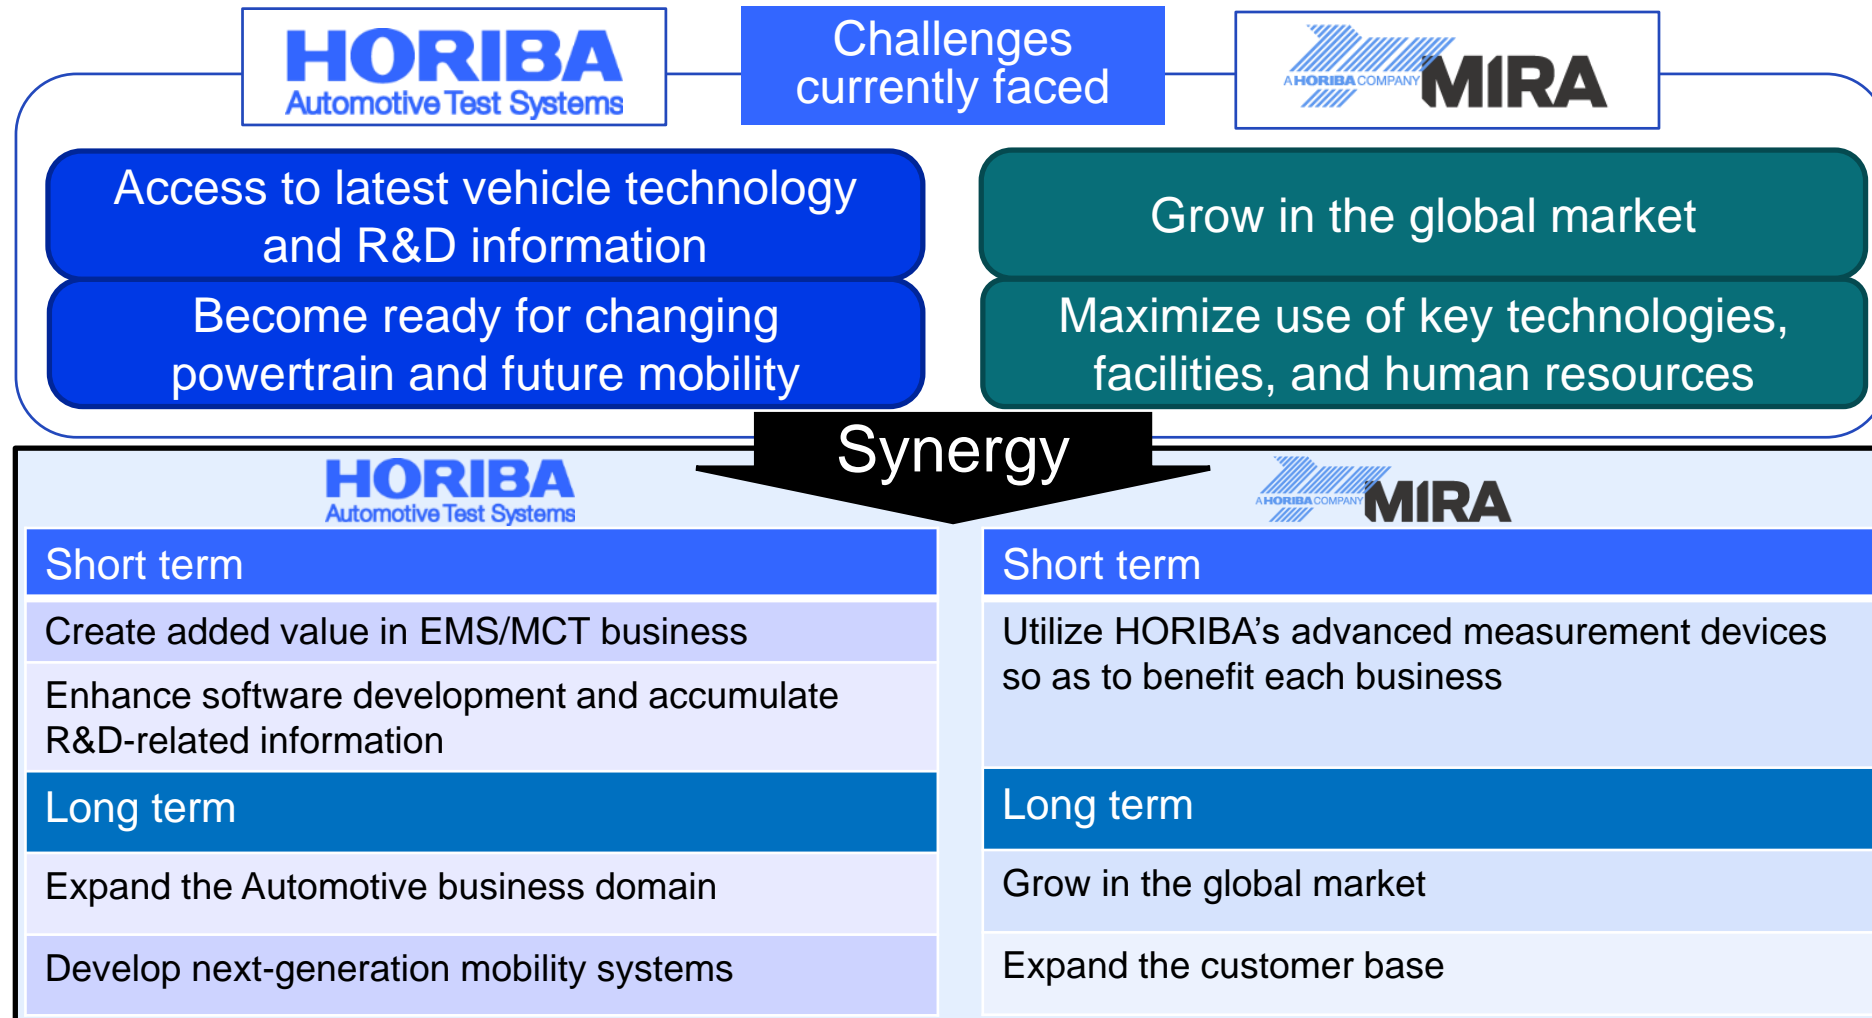 HORIBA
Automotive Test Systems
Challenges
currently faced
A HORIBA COMPANY
MIRA
Access to latest vehicle technology
and R&D information
Become ready for changing
powertrain and future mobility
Grow in the global market
Maximize use of key technologies,
facilities, and human resources
Synergy
HORIBA
Automotive Test Systems
A HORIBA COMPANY
MIRA
Short term
Create added value in EMS/MCT business
Enhance software development and accumulate
R&D-related information
Long term
Expand the Automotive business domain
Develop next-generation mobility systems
Short term
Utilize HORIBA’s advanced measurement devices
so as to benefit each business
Long term
Grow in the global market
Expand the customer base